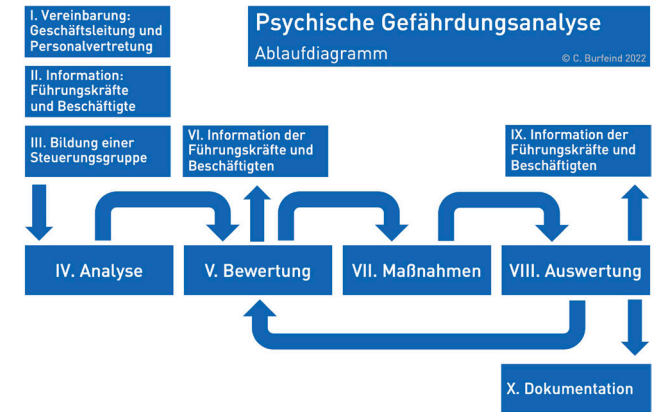 I. Vereinbarung:
Geschäftsleitung und
Personalvertretung
Psychische Gefährdungsanalyse
Ablaufdiagramm
© C. Burfeind 2022
II. Information:
Führungskräfte
und Beschäftigte
III. Bildung einer
Steuerungsgruppe
VI. Information der
Führungskräfte und
Beschäftigten
IX. Information der
Führungskräfte und
Beschäftigten
IV. Analyse
V. Bewertung
VII. Maßnahmen
VIII. Auswertung
X. Dokumentation